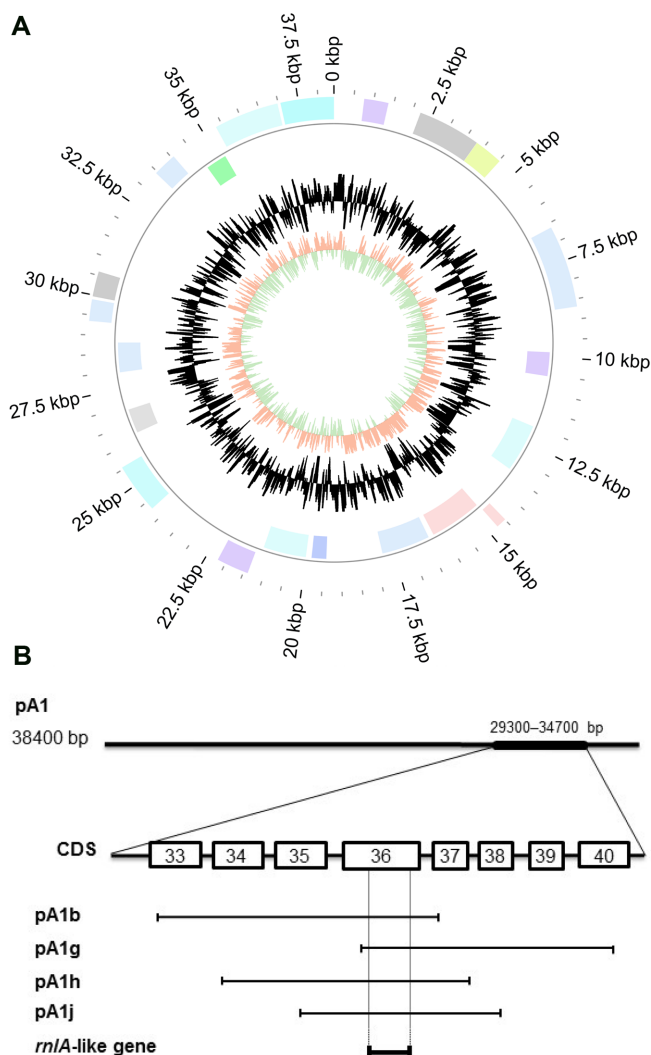 A
0 kbp
2.5 kbp
5 kbp
7.5 kbp
10 kbp
12.5 kbp
15 kbp
17.5 kbp
20 kbp
22.5 kbp
25 kbp
27.5 kbp
30 kbp
32.5 kbp
35 kbp
37.5 kbp
B
pA1
38400 bp
29300–34700 bp
CDS
33 34 35 36 37 38 39 40
pA1b
pA1g
pA1h
pA1j
rnlA-like gene